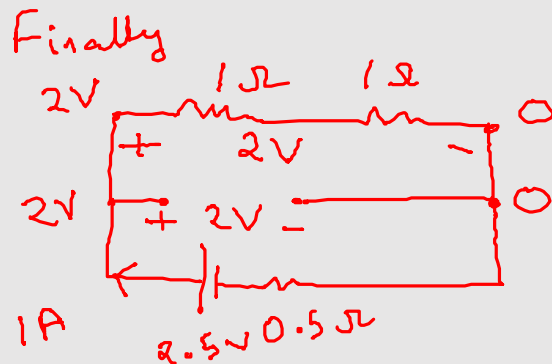 Finally
1Ω 1Ω
2V 0
+ 2V -
2V + 2V - 0
1A 2.5V 0.5Ω